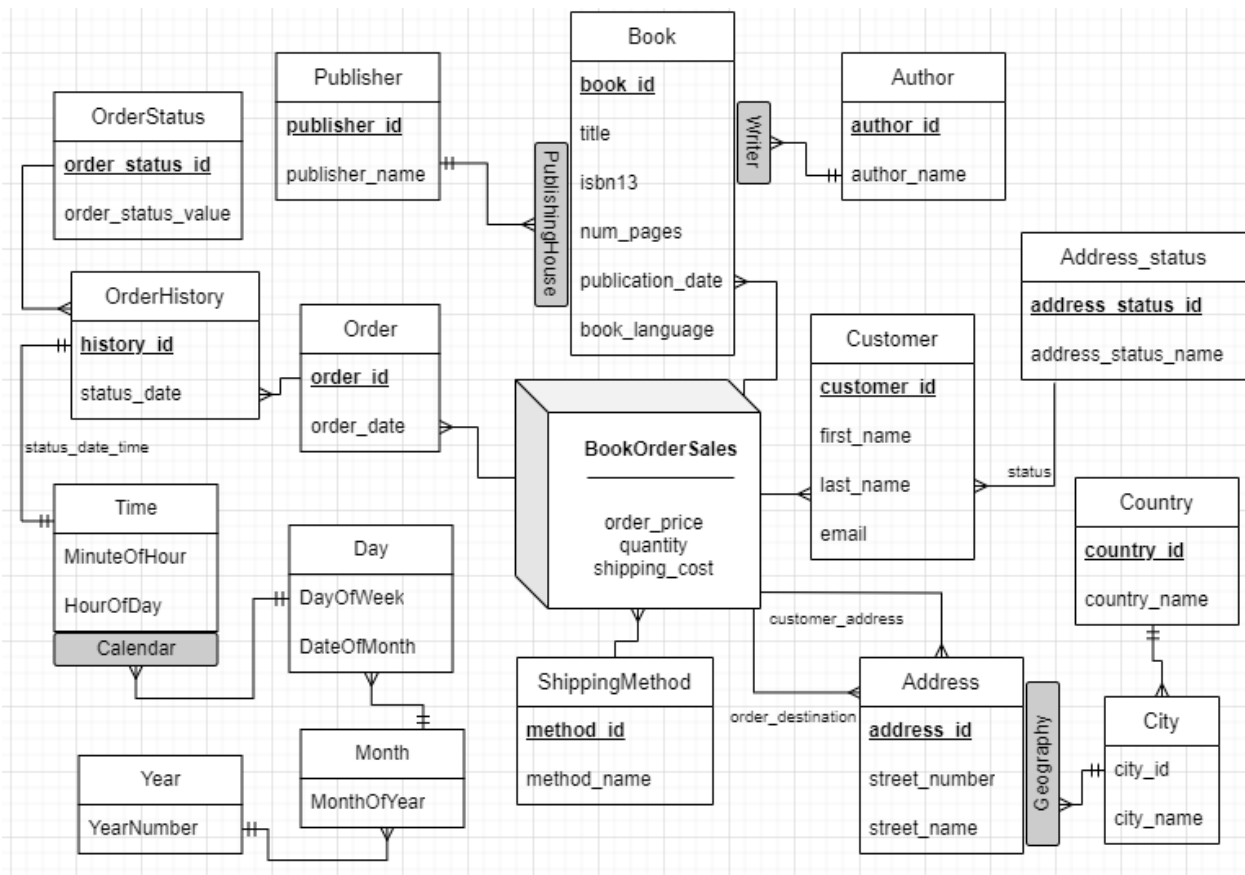 OrderStatus
order_status_id
order_status_value
Publisher
publisher_id
publisher_name
PublishingHouse
Book
book_id
title
isbn13
num_pages
publication_date
book_language
Writer
Author
author_id
author_name
OrderHistory
history_id
status_date
status_date_time
Order
order_id
order_date
BookOrderSales
order_price
quantity
shipping_cost
Customer
customer_id
first_name
last_name
email
status
Address_status
address_status_id
address_status_name
Time
MinuteOfHour
HourOfDay
Calendar
Day
DayOfWeek
DateOfMonth
Month
MonthOfYear
Year
YearNumber
ShippingMethod
method_id
method_name
customer_address
order_destination
Address
address_id
street_number
street_name
Geography
Country
country_id
country_name
City
city_id
city_name